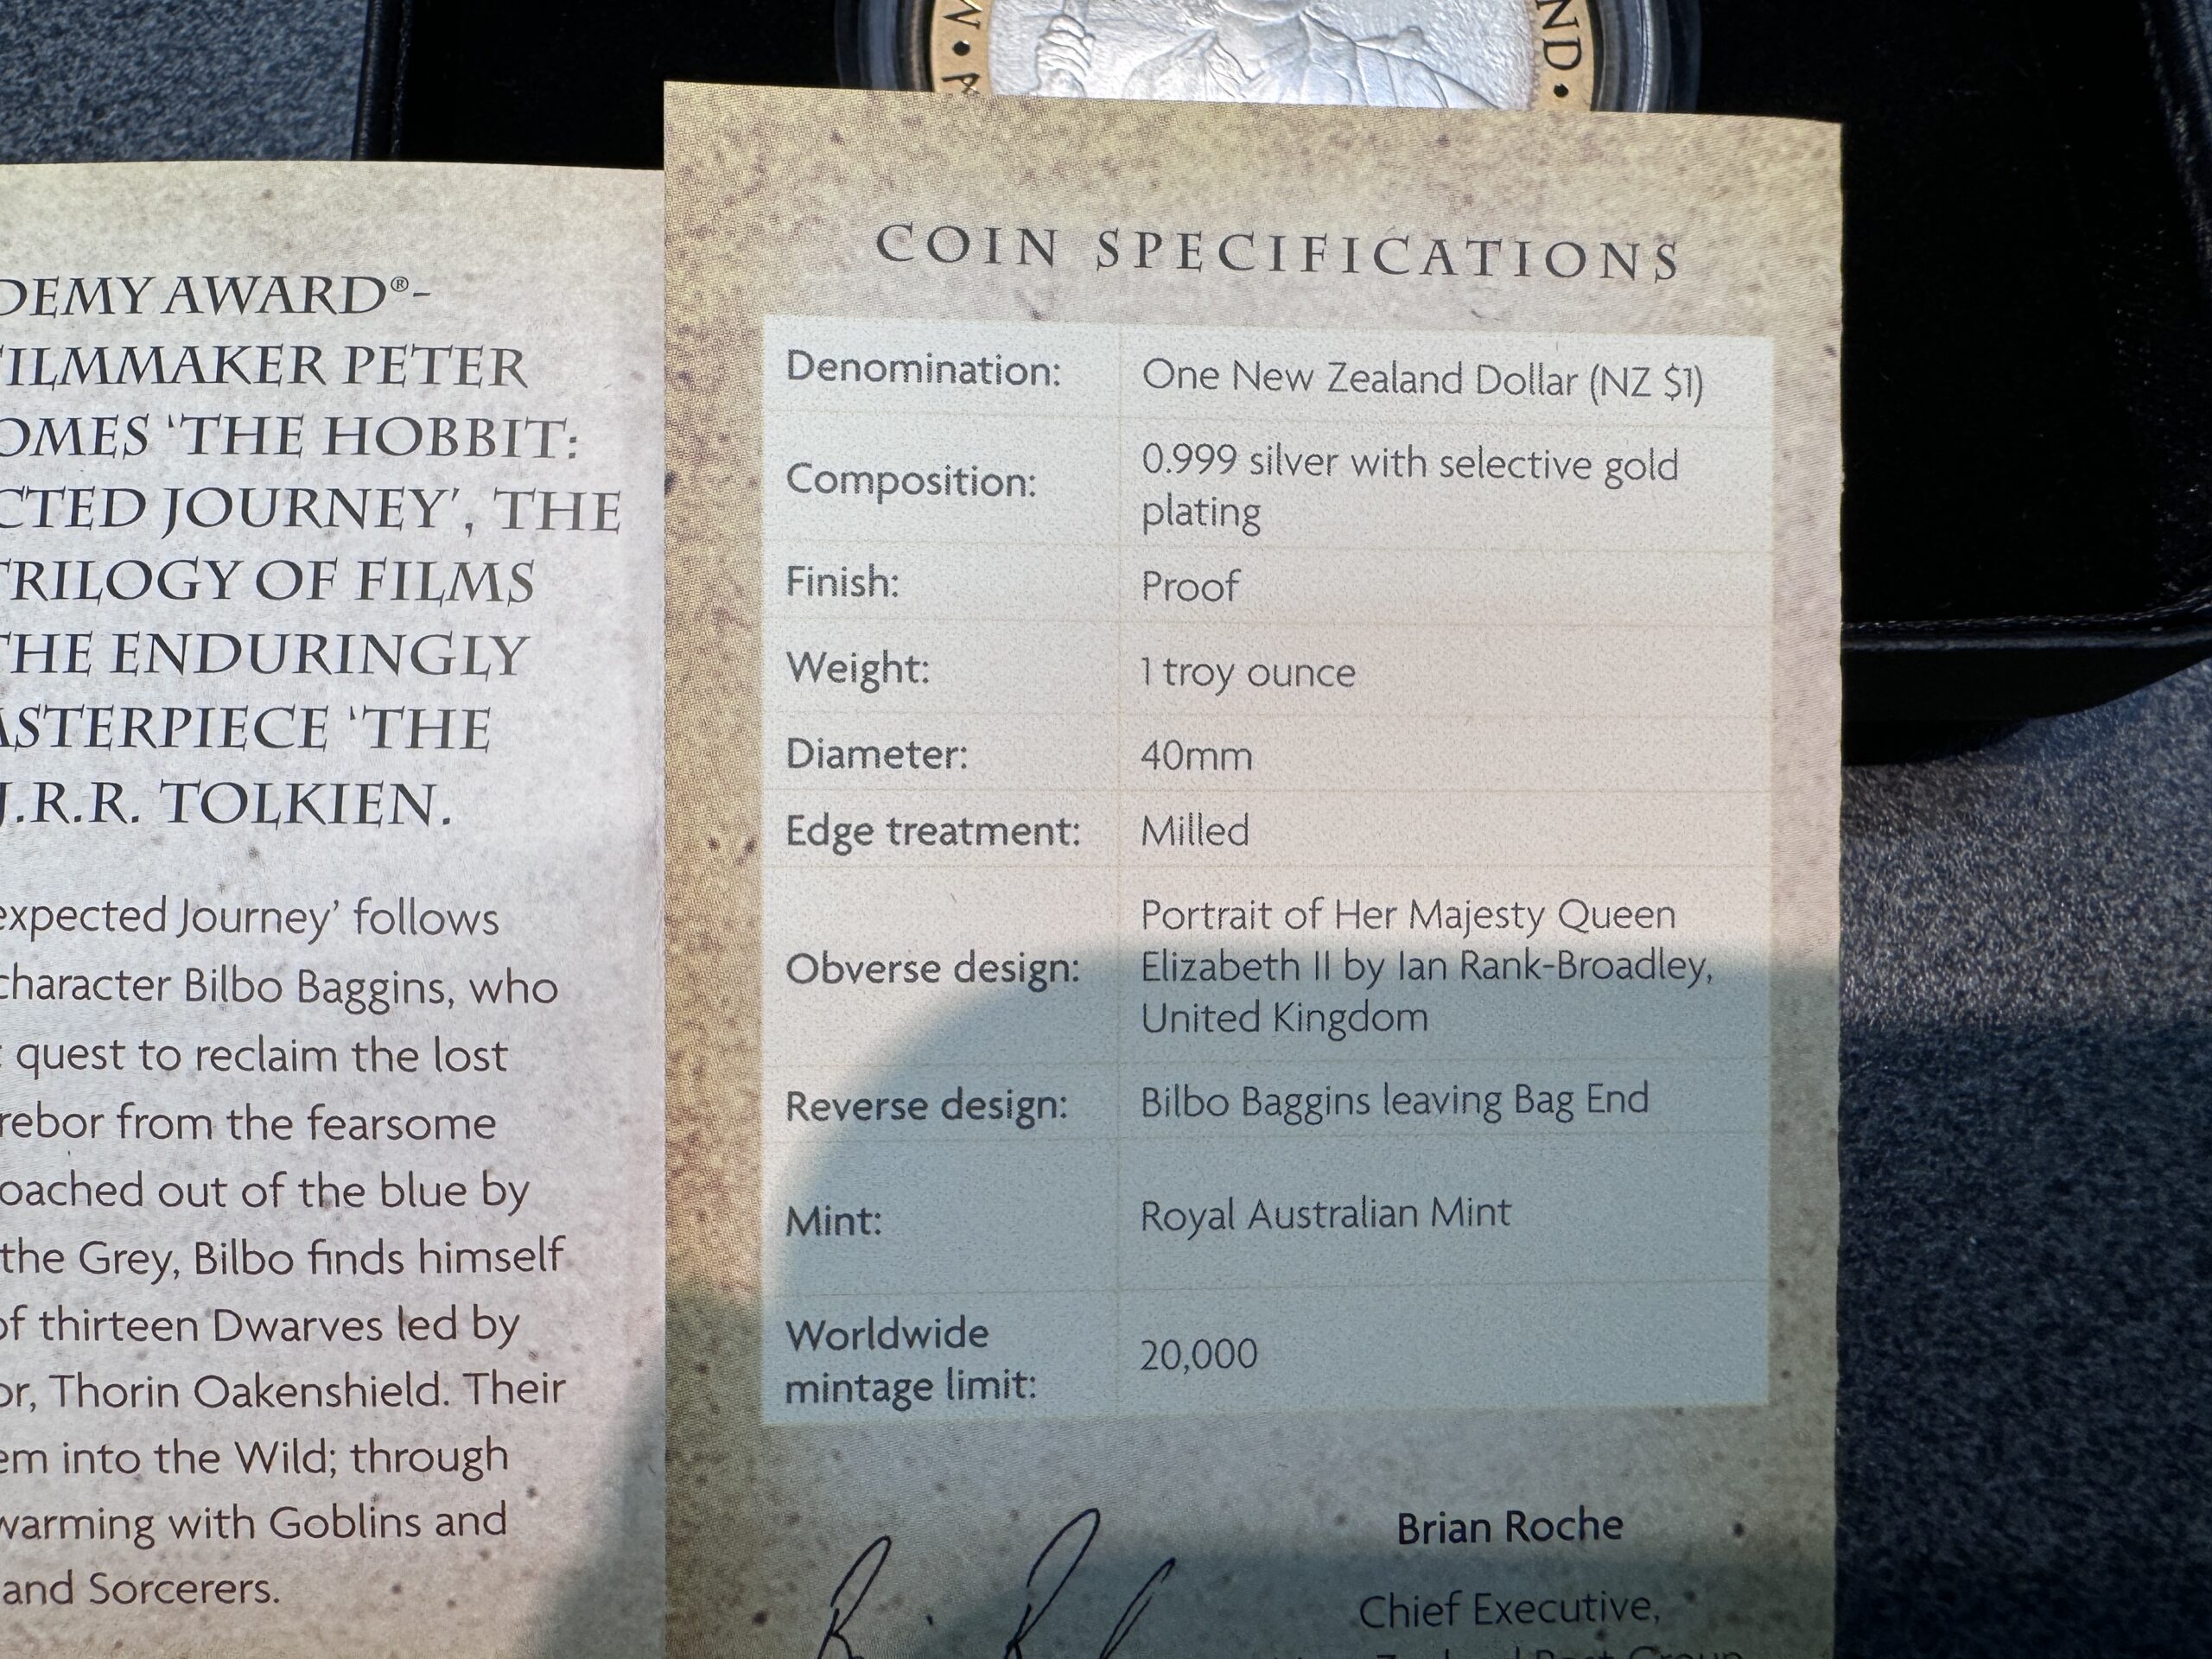 ND
DEMY AWARD®-
FILMMAKER PETER
OMES ‘THE HOBBIT:
CTED JOURNEY’, THE
TRILOGY OF FILMS
THE ENDURINGLY
ASTERPIECE ‘THE
J.R.R. TOLKIEN.
expected Journey’ follows
character Bilbo Baggins, who
quest to reclaim the lost
rebor from the fearsome
oached out of the blue by
the Grey, Bilbo finds himself
of thirteen Dwarves led by
or, Thorin Oakenshield. Their
em into the Wild; through
warming with Goblins and
and Sorcerers.
COIN SPECIFICATIONS
Denomination: One New Zealand Dollar (NZ $1)
Composition: 0.999 silver with selective gold
plating
Finish: Proof
Weight: 1 troy ounce
Diameter: 40mm
Edge treatment: Milled
Obverse design: Portrait of Her Majesty Queen
Elizabeth II by Ian Rank-Broadley,
United Kingdom
Reverse design: Bilbo Baggins leaving Bag End
Mint: Royal Australian Mint
Worldwide
mintage limit: 20,000
Brian Roche
Chief Executive,
Zealand Post Group